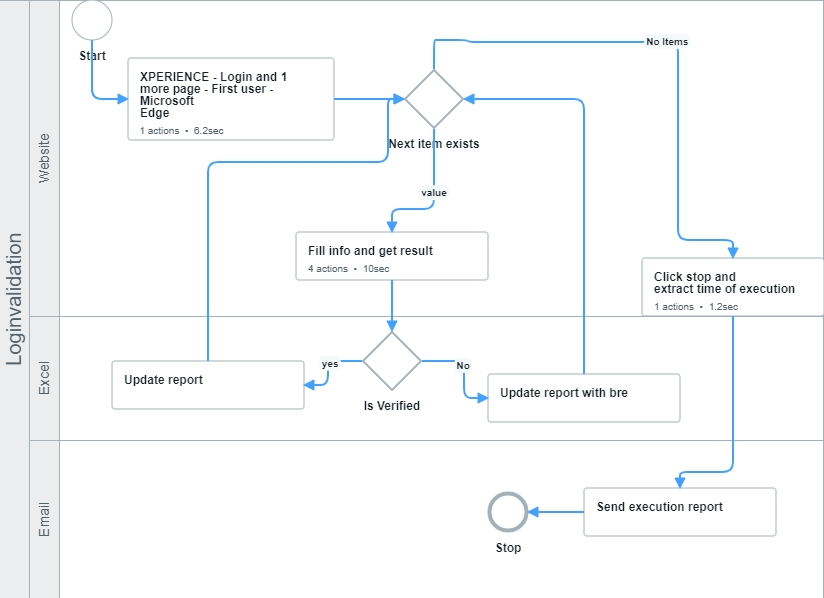 Loginvalidation
Website
Start
XPERIENCE - Login and 1
more page - First user -
Microsoft
Edge
1 actions • 6.2sec
No Items
Next item exists
value
Fill info and get result
4 actions • 10sec
Click stop and
extract time of execution
1 actions • 1.2sec
Excel
yes
No
Update report
Update report with bre
Is Verified
Email
Send execution report
Stop